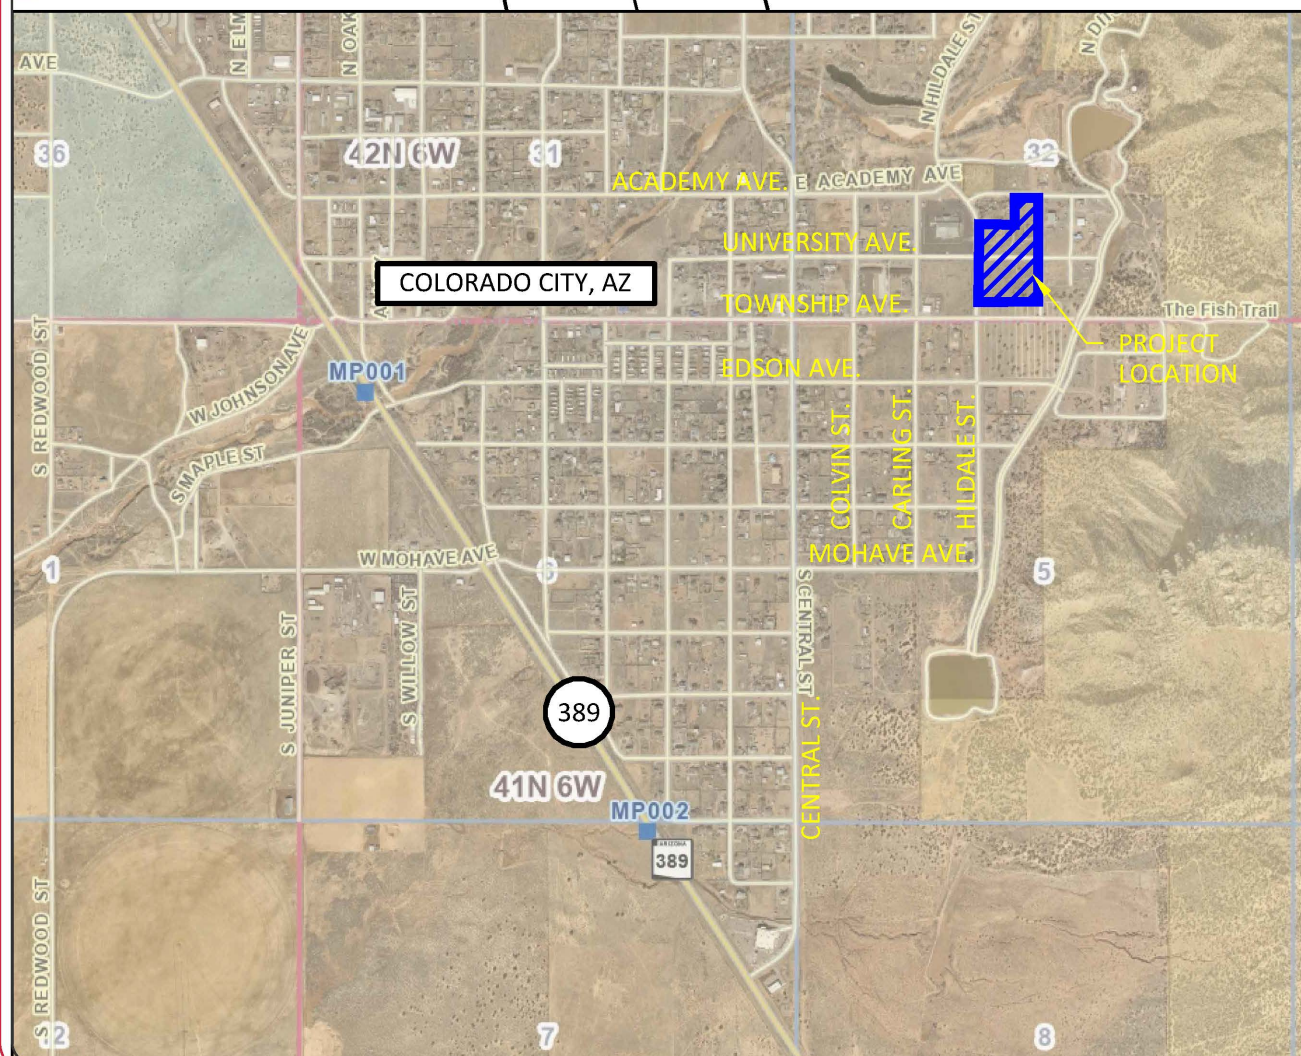 AVE
N ELM
N OAK
N HILDALE ST
36
42N 6W
31
32
ACADEMY AVE.
E ACADEMY AVE
UNIVERSITY AVE.
COLORADO CITY, AZ
TOWNSHIP AVE.
The Fish Trail
S REDWOOD ST
W JOHNSON AVE
MP001
EDSON AVE.
PROJECT
LOCATION
S MAPLE ST
COLVIN ST.
CARLING ST.
HILDALE ST.
W MOHAVE AVE
MOHAVE AVE.
1
6
5
S JUNIPER ST
S WILLOW ST
S CENTRAL ST
389
CENTRAL ST.
41N 6W
MP002
ARIZONA
389
S REDWOOD ST
7
8